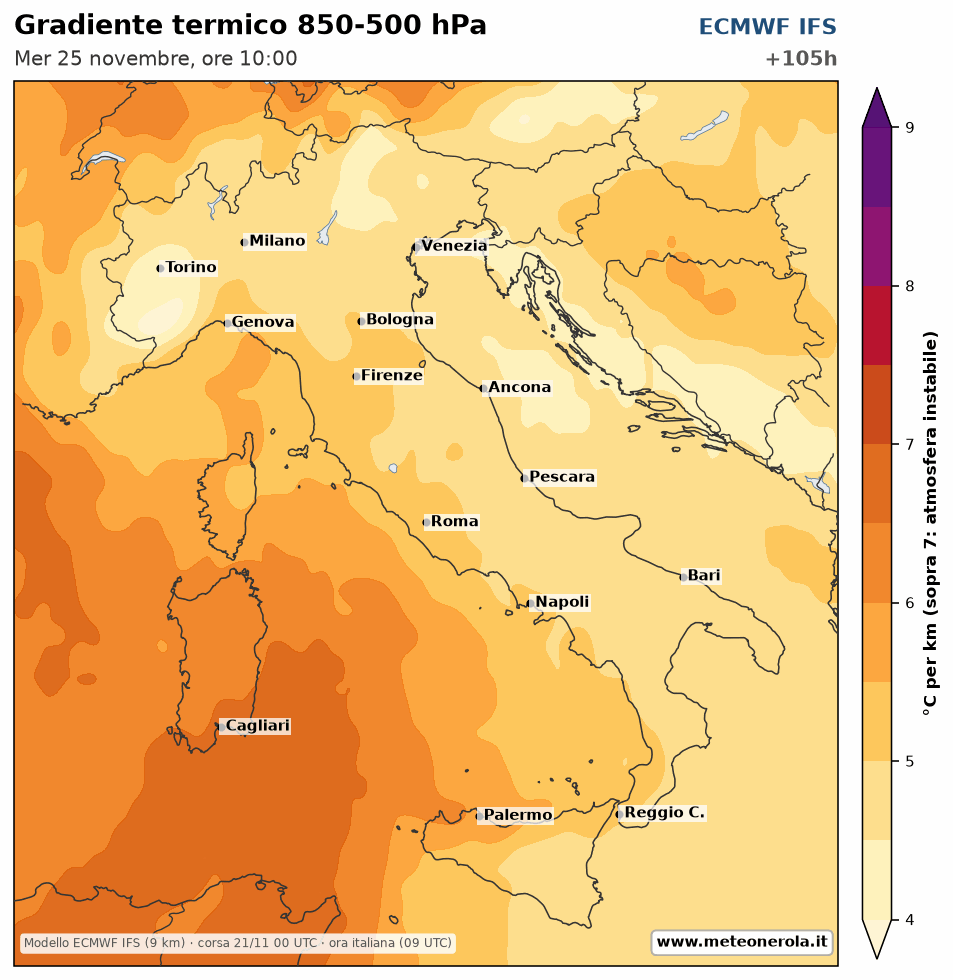 Gradiente termico 850-500 hPa
ECMWF IFS
Mer 25 novembre, ore 10:00
+105h
Milano
Venezia
Torino
Genova
Bologna
Firenze
Ancona
Pescara
Roma
Bari
Napoli
Cagliari
Palermo
Reggio C.
9
8
7
6
5
4
°C per km (sopra 7: atmosfera instabile)
Modello ECMWF IFS (9 km) · corsa 21/11 00 UTC · ora italiana (09 UTC)
www.meteonerola.it